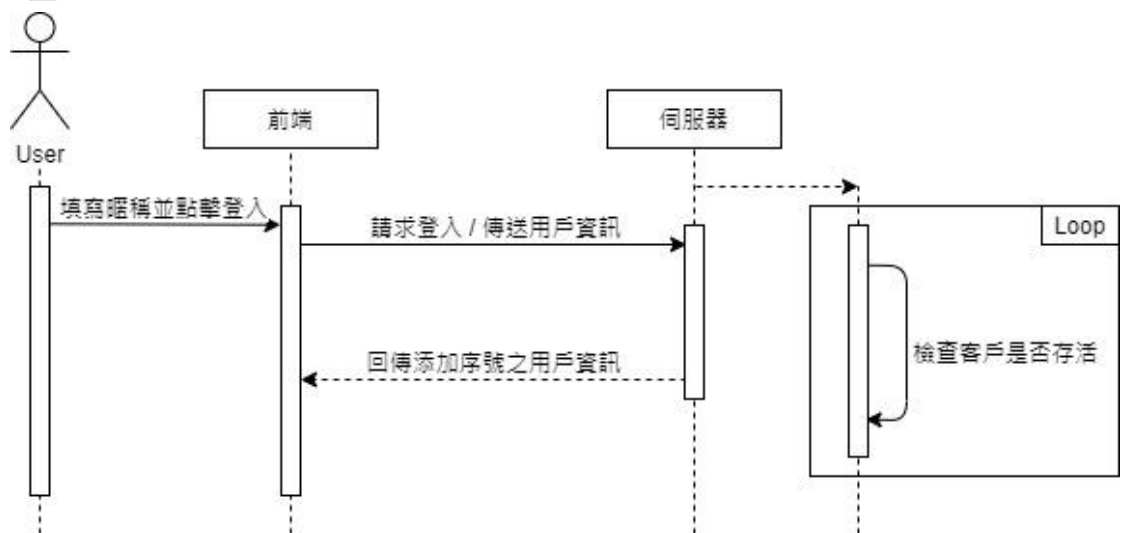 User
前端
伺服器
填寫暱稱並點擊登入
請求登入 / 傳送用戶資訊
Loop
檢查客戶是否存活
回傳添加序號之用戶資訊